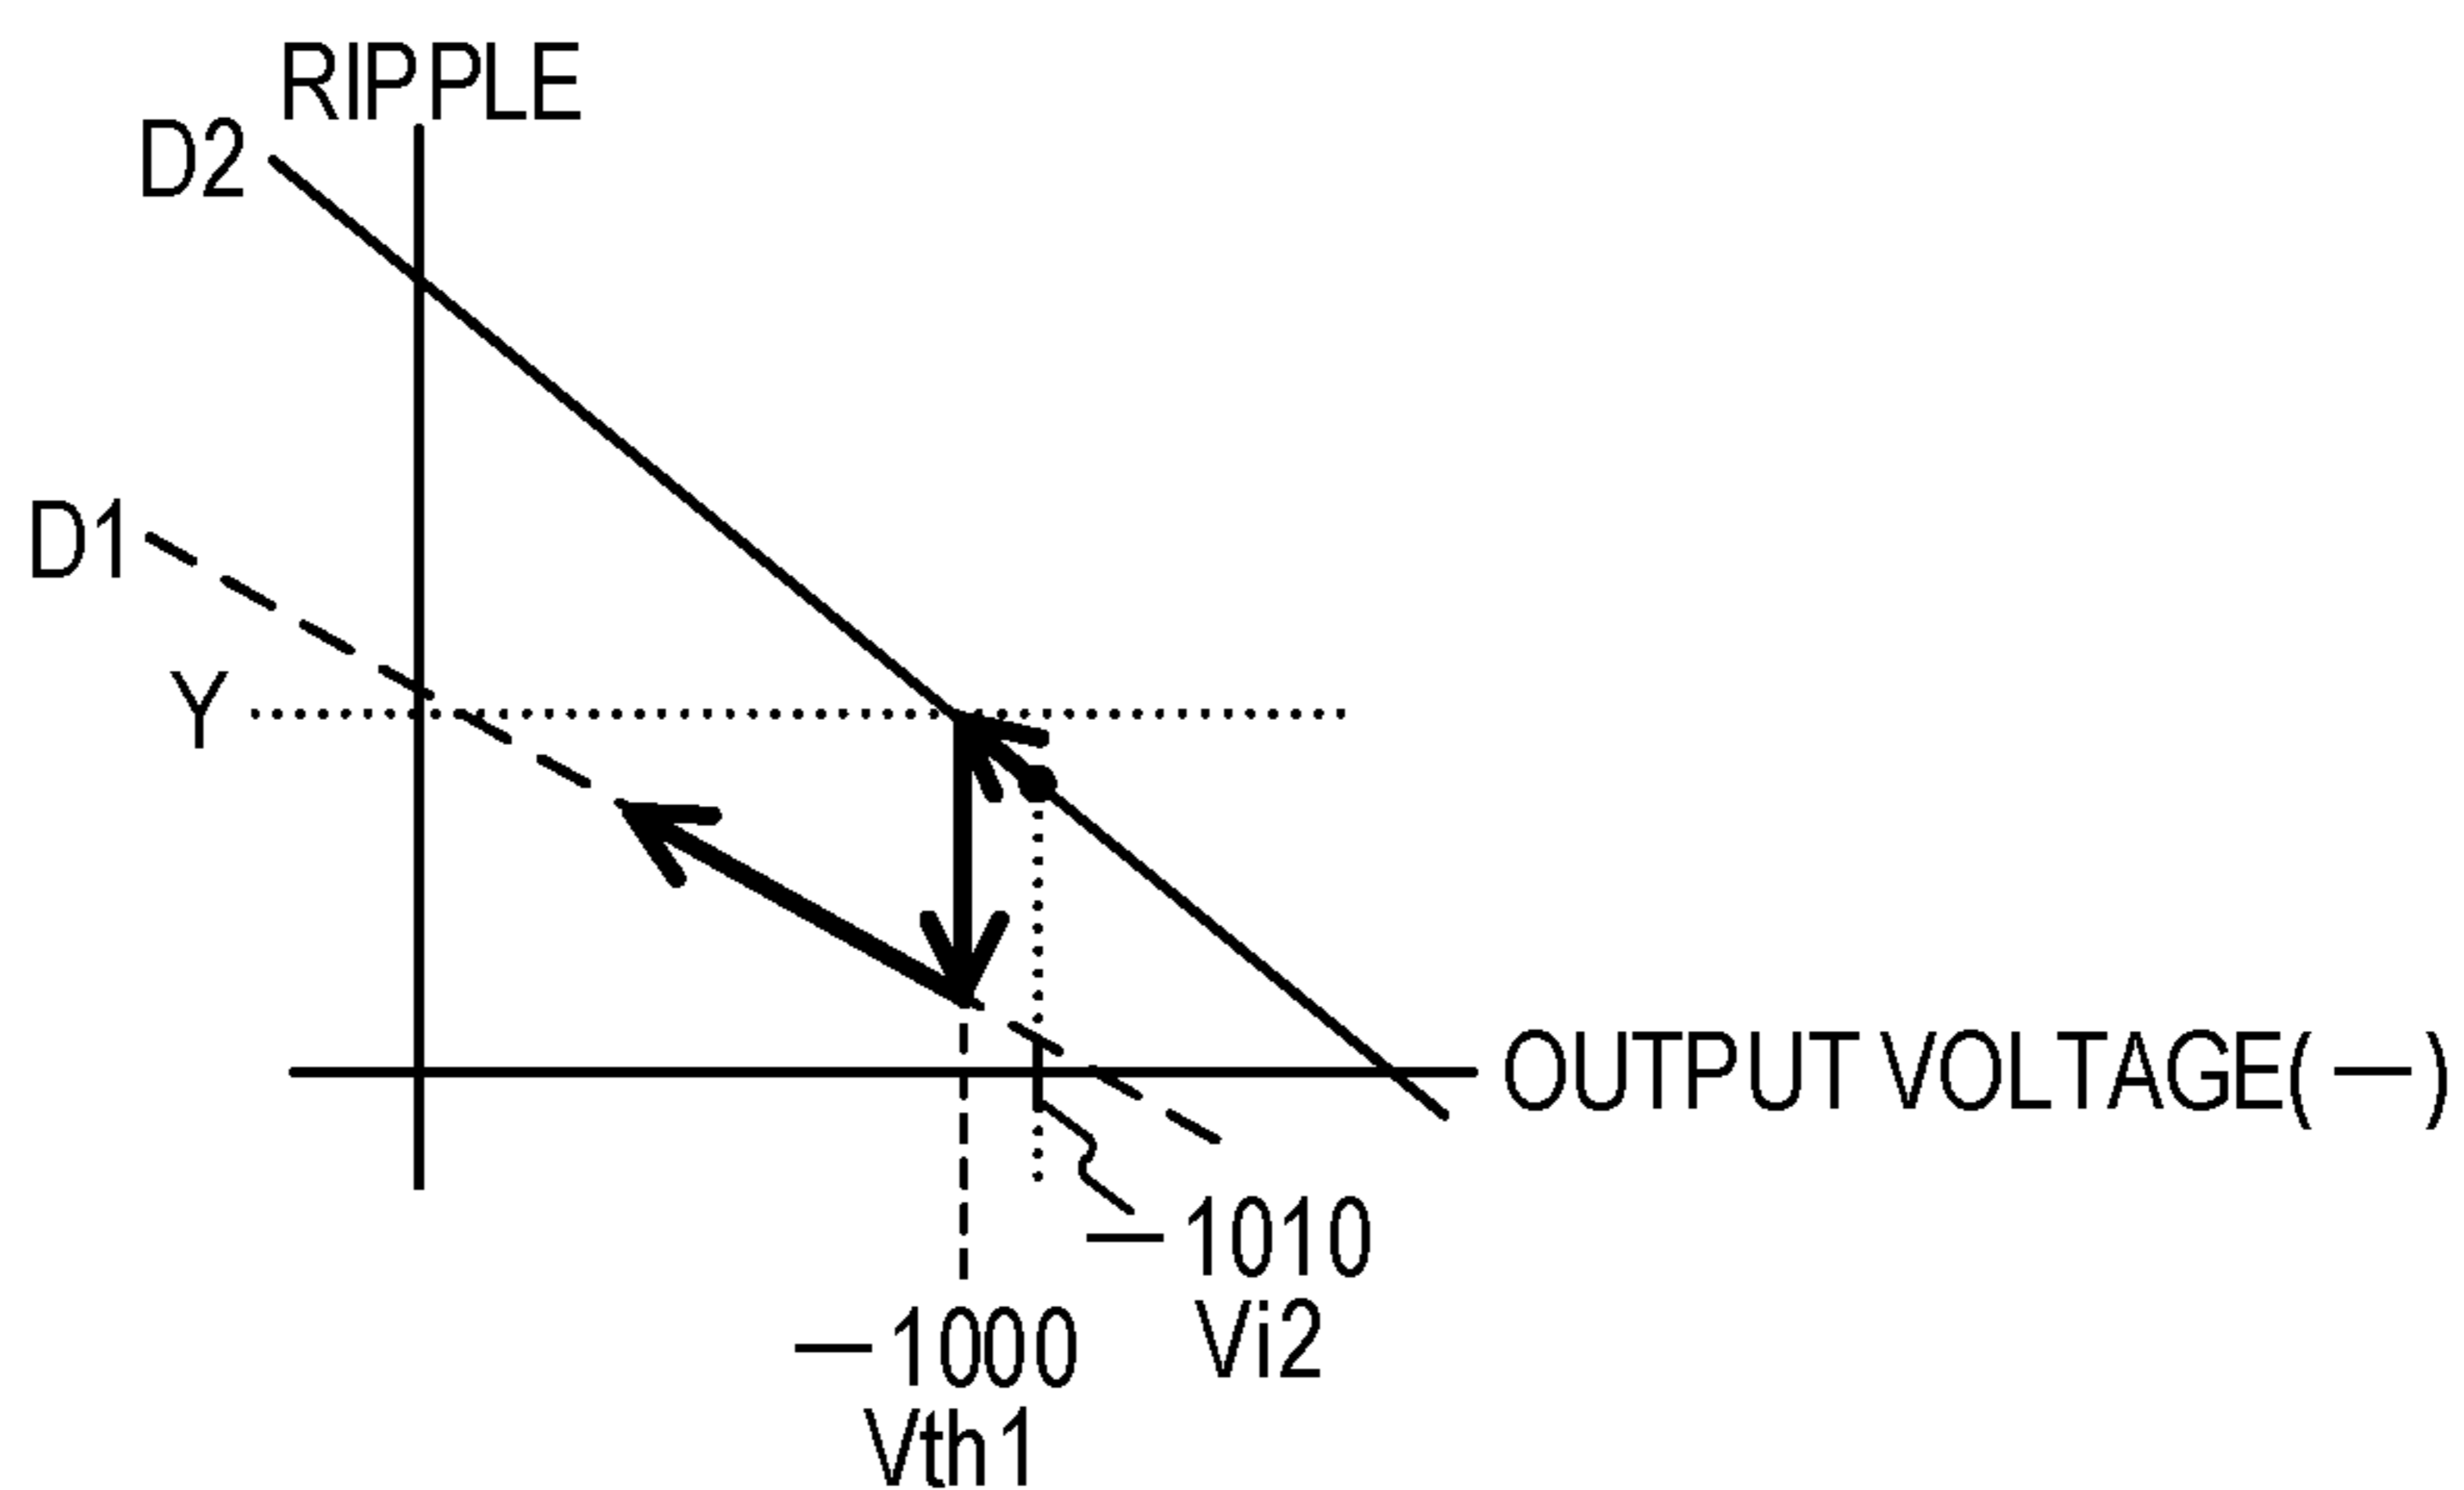 RIPPLE
D2
D1
Y
OUTPUT VOLTAGE(—)
—1010
Vi2
—1000
Vth1